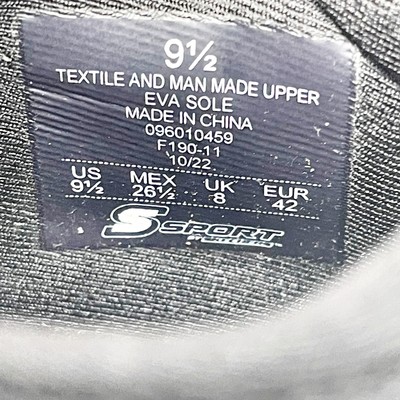 9½
TEXTILE AND MAN MADE UPPER
EVA SOLE
MADE IN CHINA
096010459
F190-11
10/22
US MEX UK EUR
9½ 26½ 8 42
S SPORT